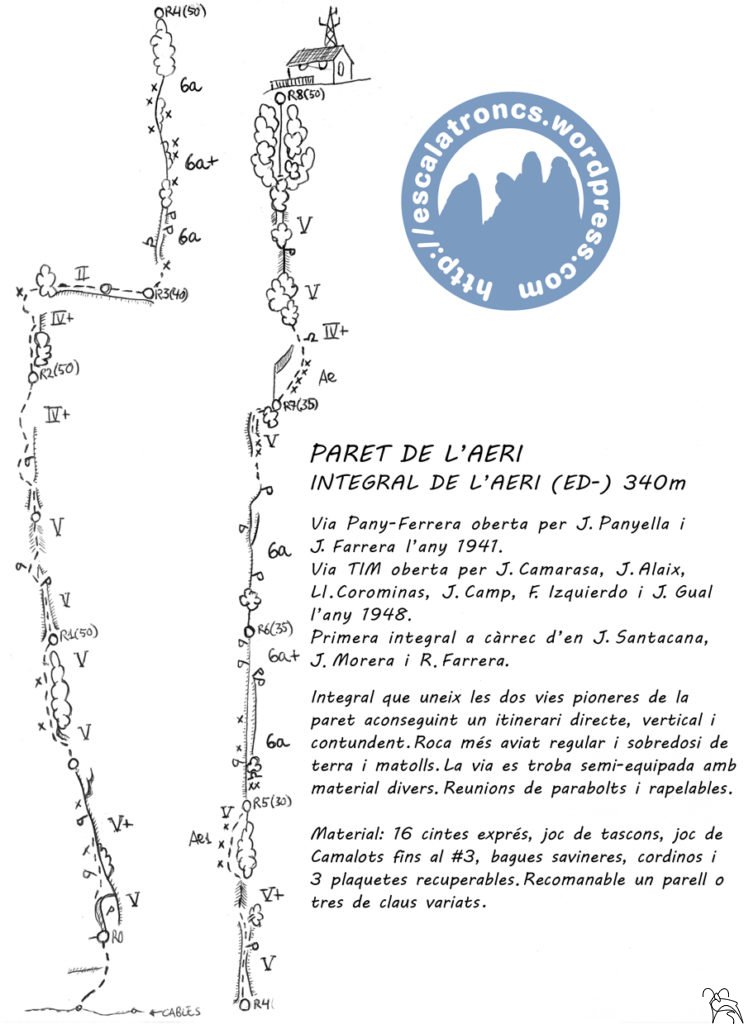 R4(50)
6a
6a+
6a
II
R3(40)
IV+
R2(50)
IV+
V
V
R1(50)
V
V
V+
V
R0
←CABLES
R8(50)
V
V
IV+
Ae
R7(35)
V
6a
R6(35)
6a+
6a
R5(30)
V
Ae1
V+
V
R4(
http://escalatroncs.wordpress.com
PARET DE L'AERI
INTEGRAL DE L'AERI (ED-) 340m
Via Pany-Ferrera oberta per J. Panyella i
J. Farrera l'any 1941.
Via TIM oberta per J. Camarasa, J. Alaix,
Ll. Corominas, J. Camp, F. Izquierdo i J. Gual
l'any 1948.
Primera integral a càrrec d'en J. Santacana,
J. Morera i R. Farrera.
Integral que uneix les dos vies pioneres de la
paret aconseguint un itinerari directe, vertical i
contundent. Roca més aviat regular i sobredosi de
terra i matolls. La via es troba semi-equipada amb
material divers. Reunions de parabolts i rapelables.
Material: 16 cintes exprés, joc de tascons, joc de
Camalots fins al #3, bagues savineres, cordinos i
3 plaquetes recuperables. Recomanable un parell o
tres de claus variats.